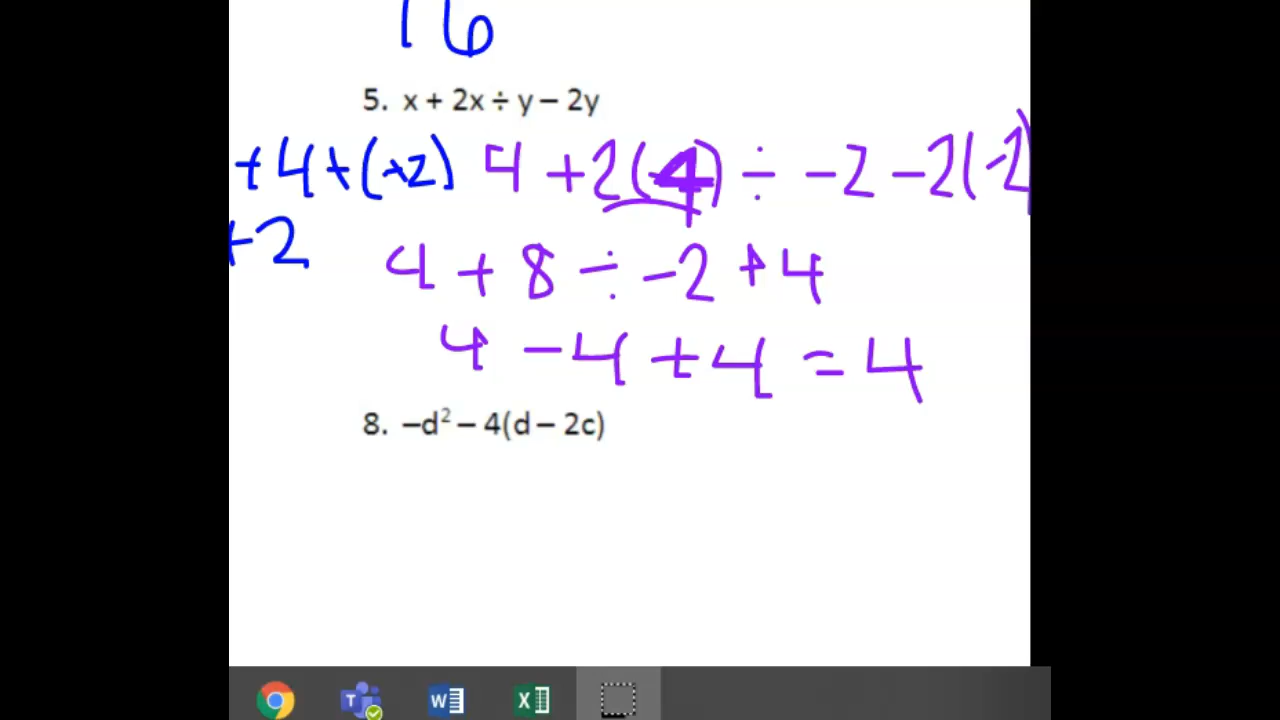 16
5. x + 2x ÷ y – 2y
+4+(+2) 4 +2(4) ÷ -2 -2(-2)
+2
4 + 8 ÷ -2 +4
4 -4 +4 = 4
8. –d² – 4(d – 2c)